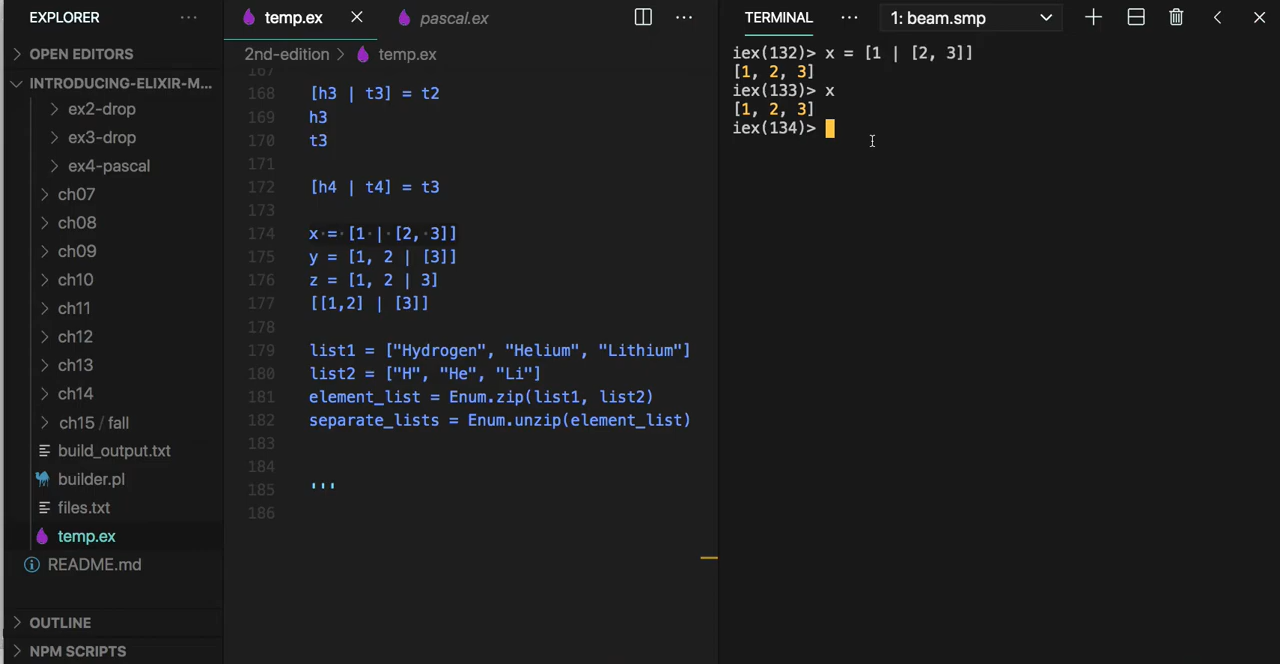 EXPLORER
OPEN EDITORS
INTRODUCING-ELIXIR-M...
ex2-drop
ex3-drop
ex4-pascal
ch07
ch08
ch09
ch10
ch11
ch12
ch13
ch14
ch15 / fall
build_output.txt
builder.pl
files.txt
temp.ex
README.md
OUTLINE
NPM SCRIPTS
temp.ex
pascal.ex
2nd-edition > temp.ex
167
168 [h3 | t3] = t2
169 h3
170 t3
171
172 [h4 | t4] = t3
173
174 x = [1 | [2, 3]]
175 y = [1, 2 | [3]]
176 z = [1, 2 | 3]
177 [[1,2] | [3]]
178
179 list1 = ["Hydrogen", "Helium", "Lithium"]
180 list2 = ["H", "He", "Li"]
181 element_list = Enum.zip(list1, list2)
182 separate_lists = Enum.unzip(element_list)
183
184
185 '''
186
TERMINAL
1: beam.smp
iex(132)> x = [1 | [2, 3]]
[1, 2, 3]
iex(133)> x
[1, 2, 3]
iex(134)>